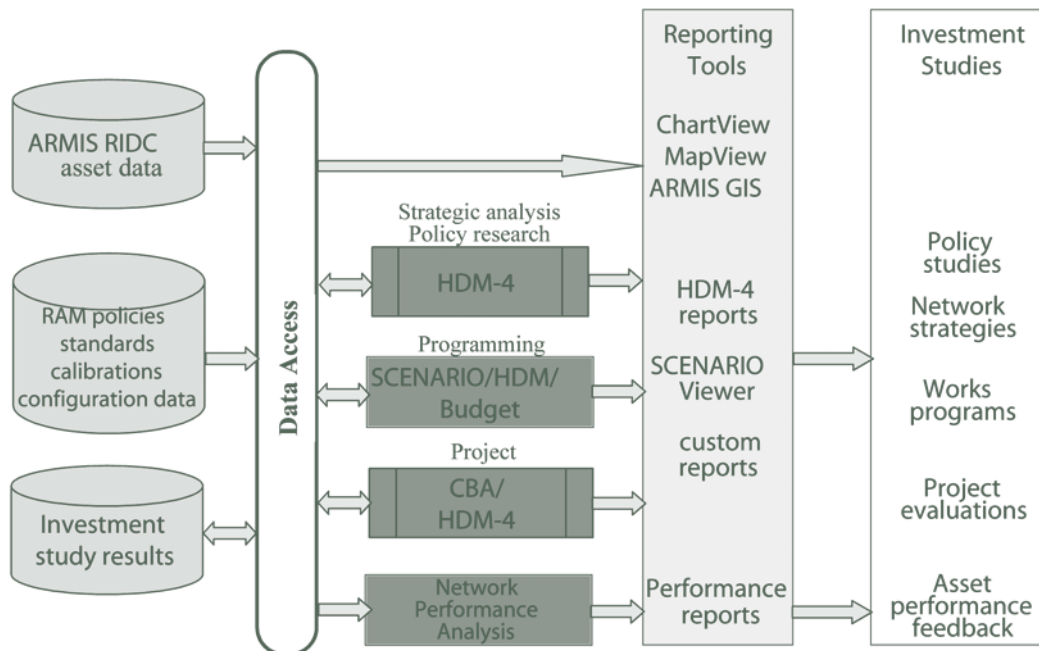 ARMIS RIDC
asset data
RAM policies
standards
calibrations
configuration data
Investment
study results
Data Access
Strategic analysis
Policy research
HDM-4
Programming
SCENARIO/HDM/
Budget
Project
CBA/
HDM-4
Network
Performance
Analysis
Reporting
Tools
ChartView
MapView
ARMIS GIS
HDM-4
reports
SCENARIO
Viewer
custom
reports
Performance
reports
Investment
Studies
Policy
studies
Network
strategies
Works
programs
Project
evaluations
Asset
performance
feedback